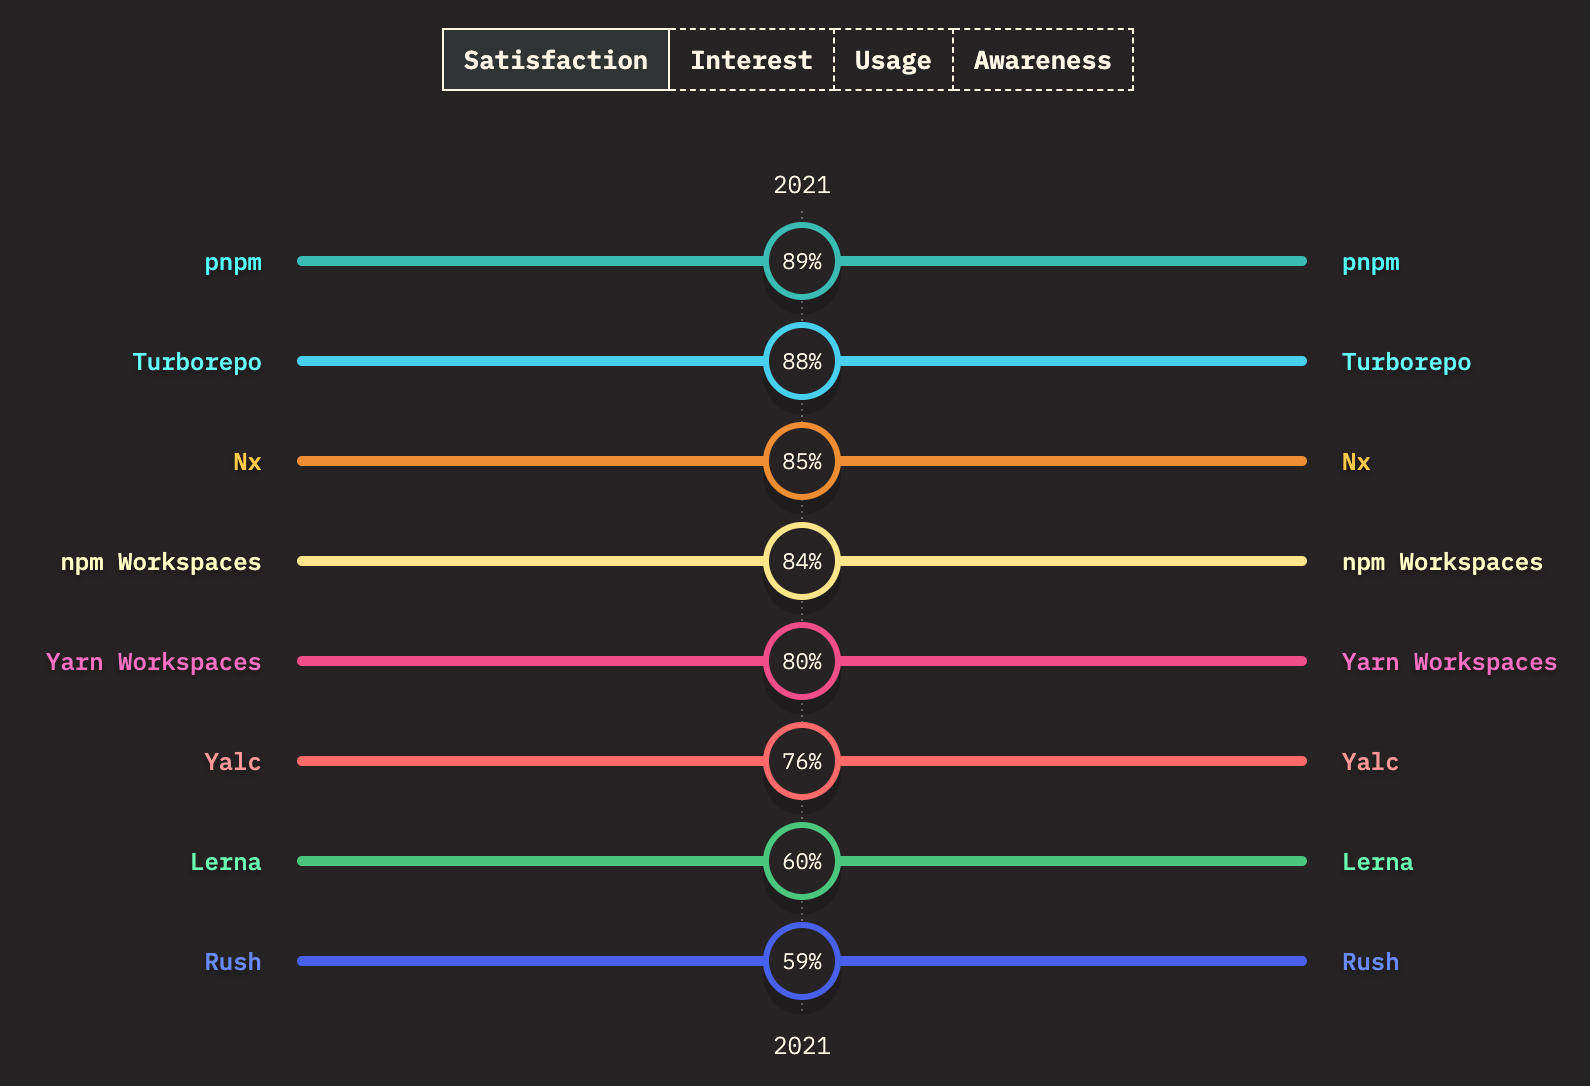 Satisfaction Interest Usage Awareness
2021
pnpm 89% pnpm
Turborepo 88% Turborepo
Nx 85% Nx
npm Workspaces 84% npm Workspaces
Yarn Workspaces 80% Yarn Workspaces
Yalc 76% Yalc
Lerna 60% Lerna
Rush 59% Rush
2021